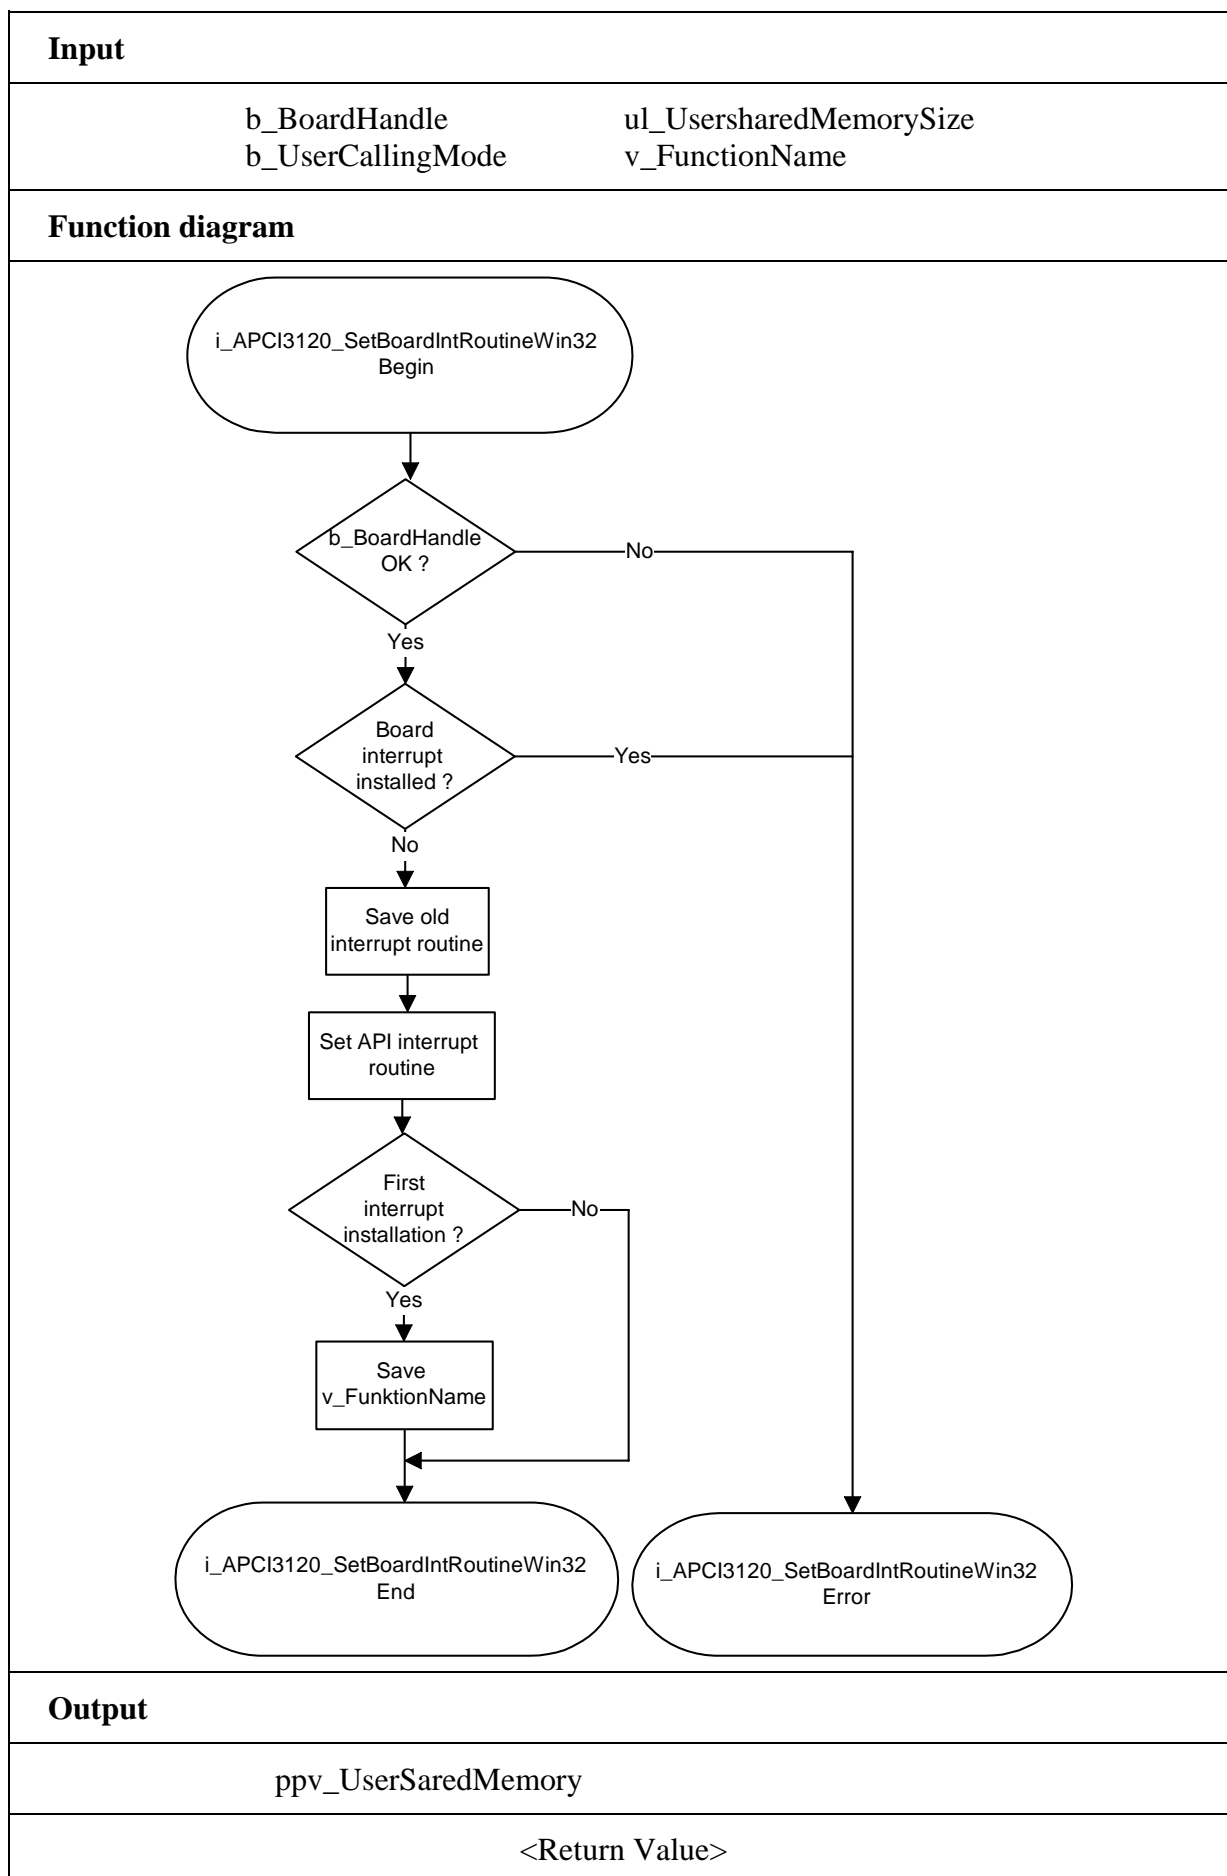 Input
b_BoardHandle ul_UsersharedMemorySize
b_UserCallingMode v_FunctionName
Function diagram
i_APCI3120_SetBoardIntRoutineWin32
Begin
b_BoardHandle
OK ?
No
Yes
Board
interrupt
installed ?
Yes
No
Save old
interrupt routine
Set API interrupt
routine
First
interrupt
installation ?
No
Yes
Save
v_FunktionName
i_APCI3120_SetBoardIntRoutineWin32
End
i_APCI3120_SetBoardIntRoutineWin32
Error
Output
ppv_UserSaredMemory
<Return Value>